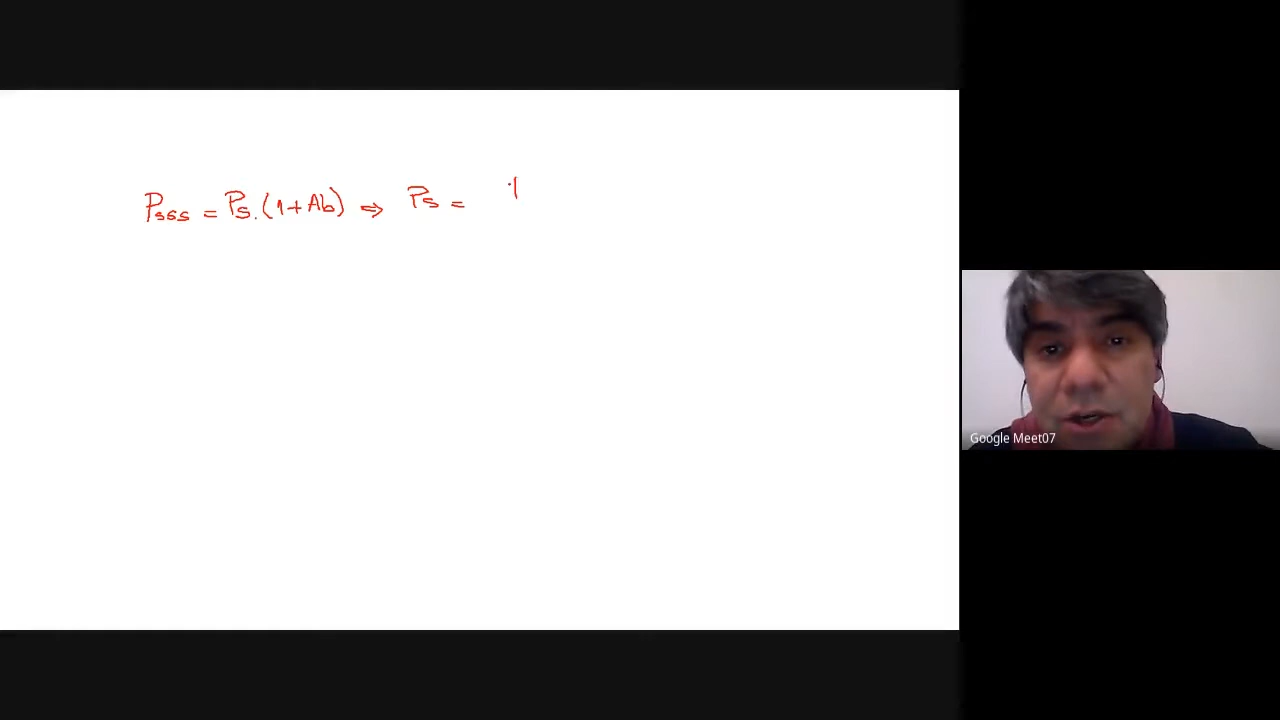 Psss = Ps.(1+Ab) ⇒ Ps =
Google Meet07